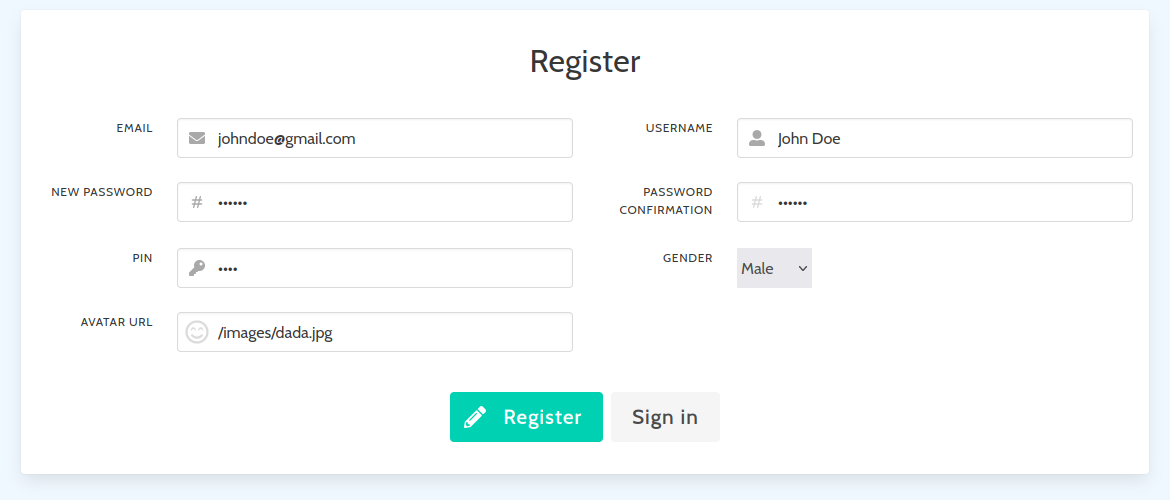 Register
EMAIL
johndoe@gmail.com
USERNAME
John Doe
NEW PASSWORD
# ••••••
PASSWORD
CONFIRMATION
# ••••••
PIN
••••
GENDER
Male
AVATAR URL
/images/dada.jpg
Register
Sign in